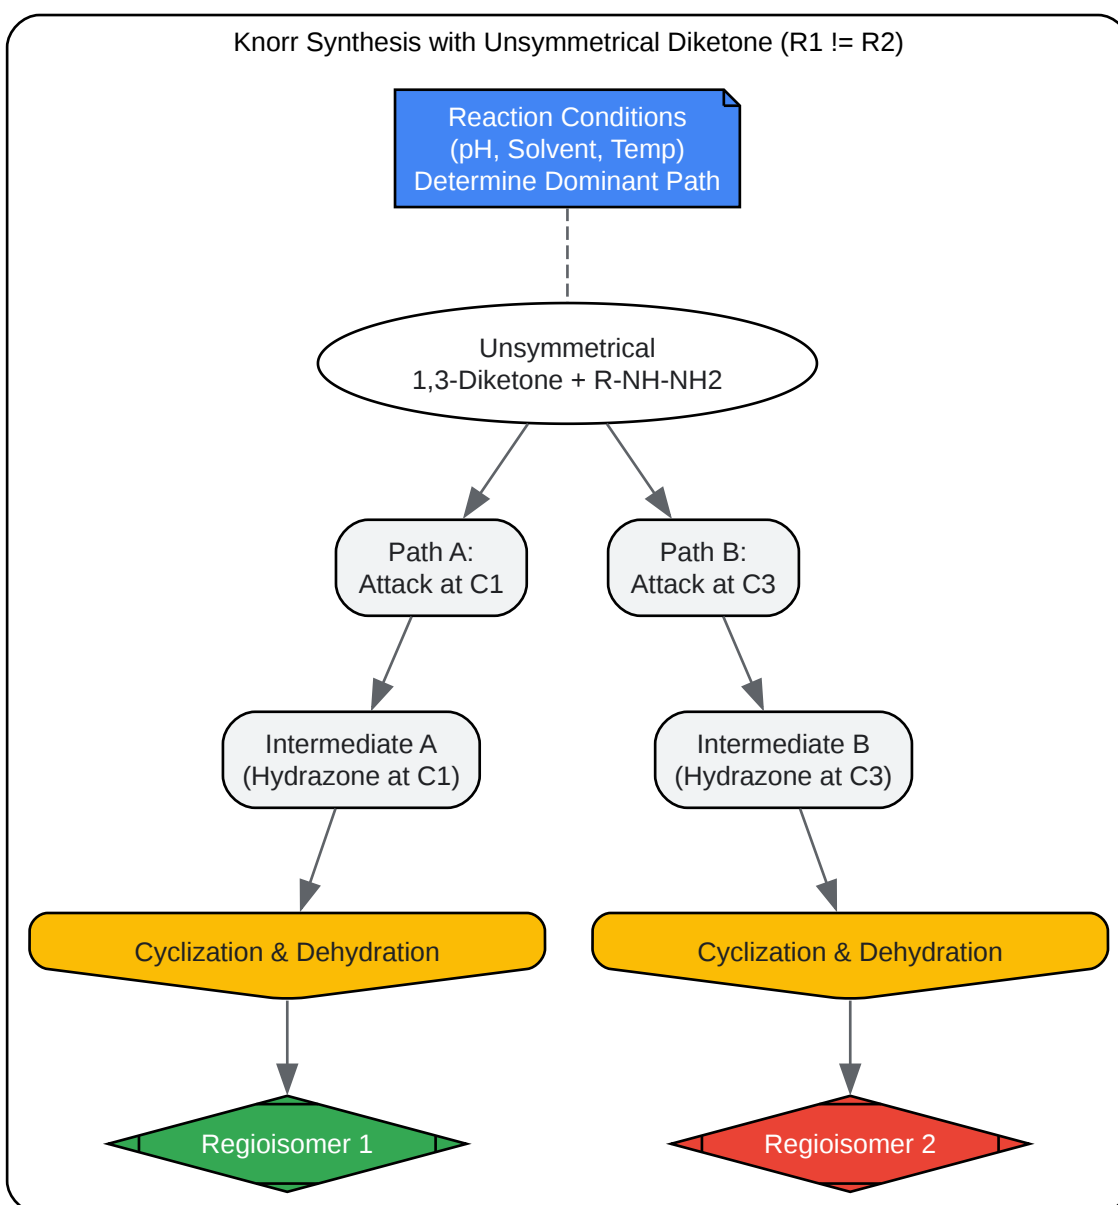 Knorr Synthesis with Unsymmetrical Diketone (R1 != R2)
Reaction Conditions
(pH, Solvent, Temp)
Determine Dominant Path
Unsymmetrical
1,3-Diketone + R-NH-NH2
Path A:
Attack at C1
Path B:
Attack at C3
Intermediate A
(Hydrazone at C1)
Intermediate B
(Hydrazone at C3)
Cyclization & Dehydration
Cyclization & Dehydration
Regioisomer 1
Regioisomer 2